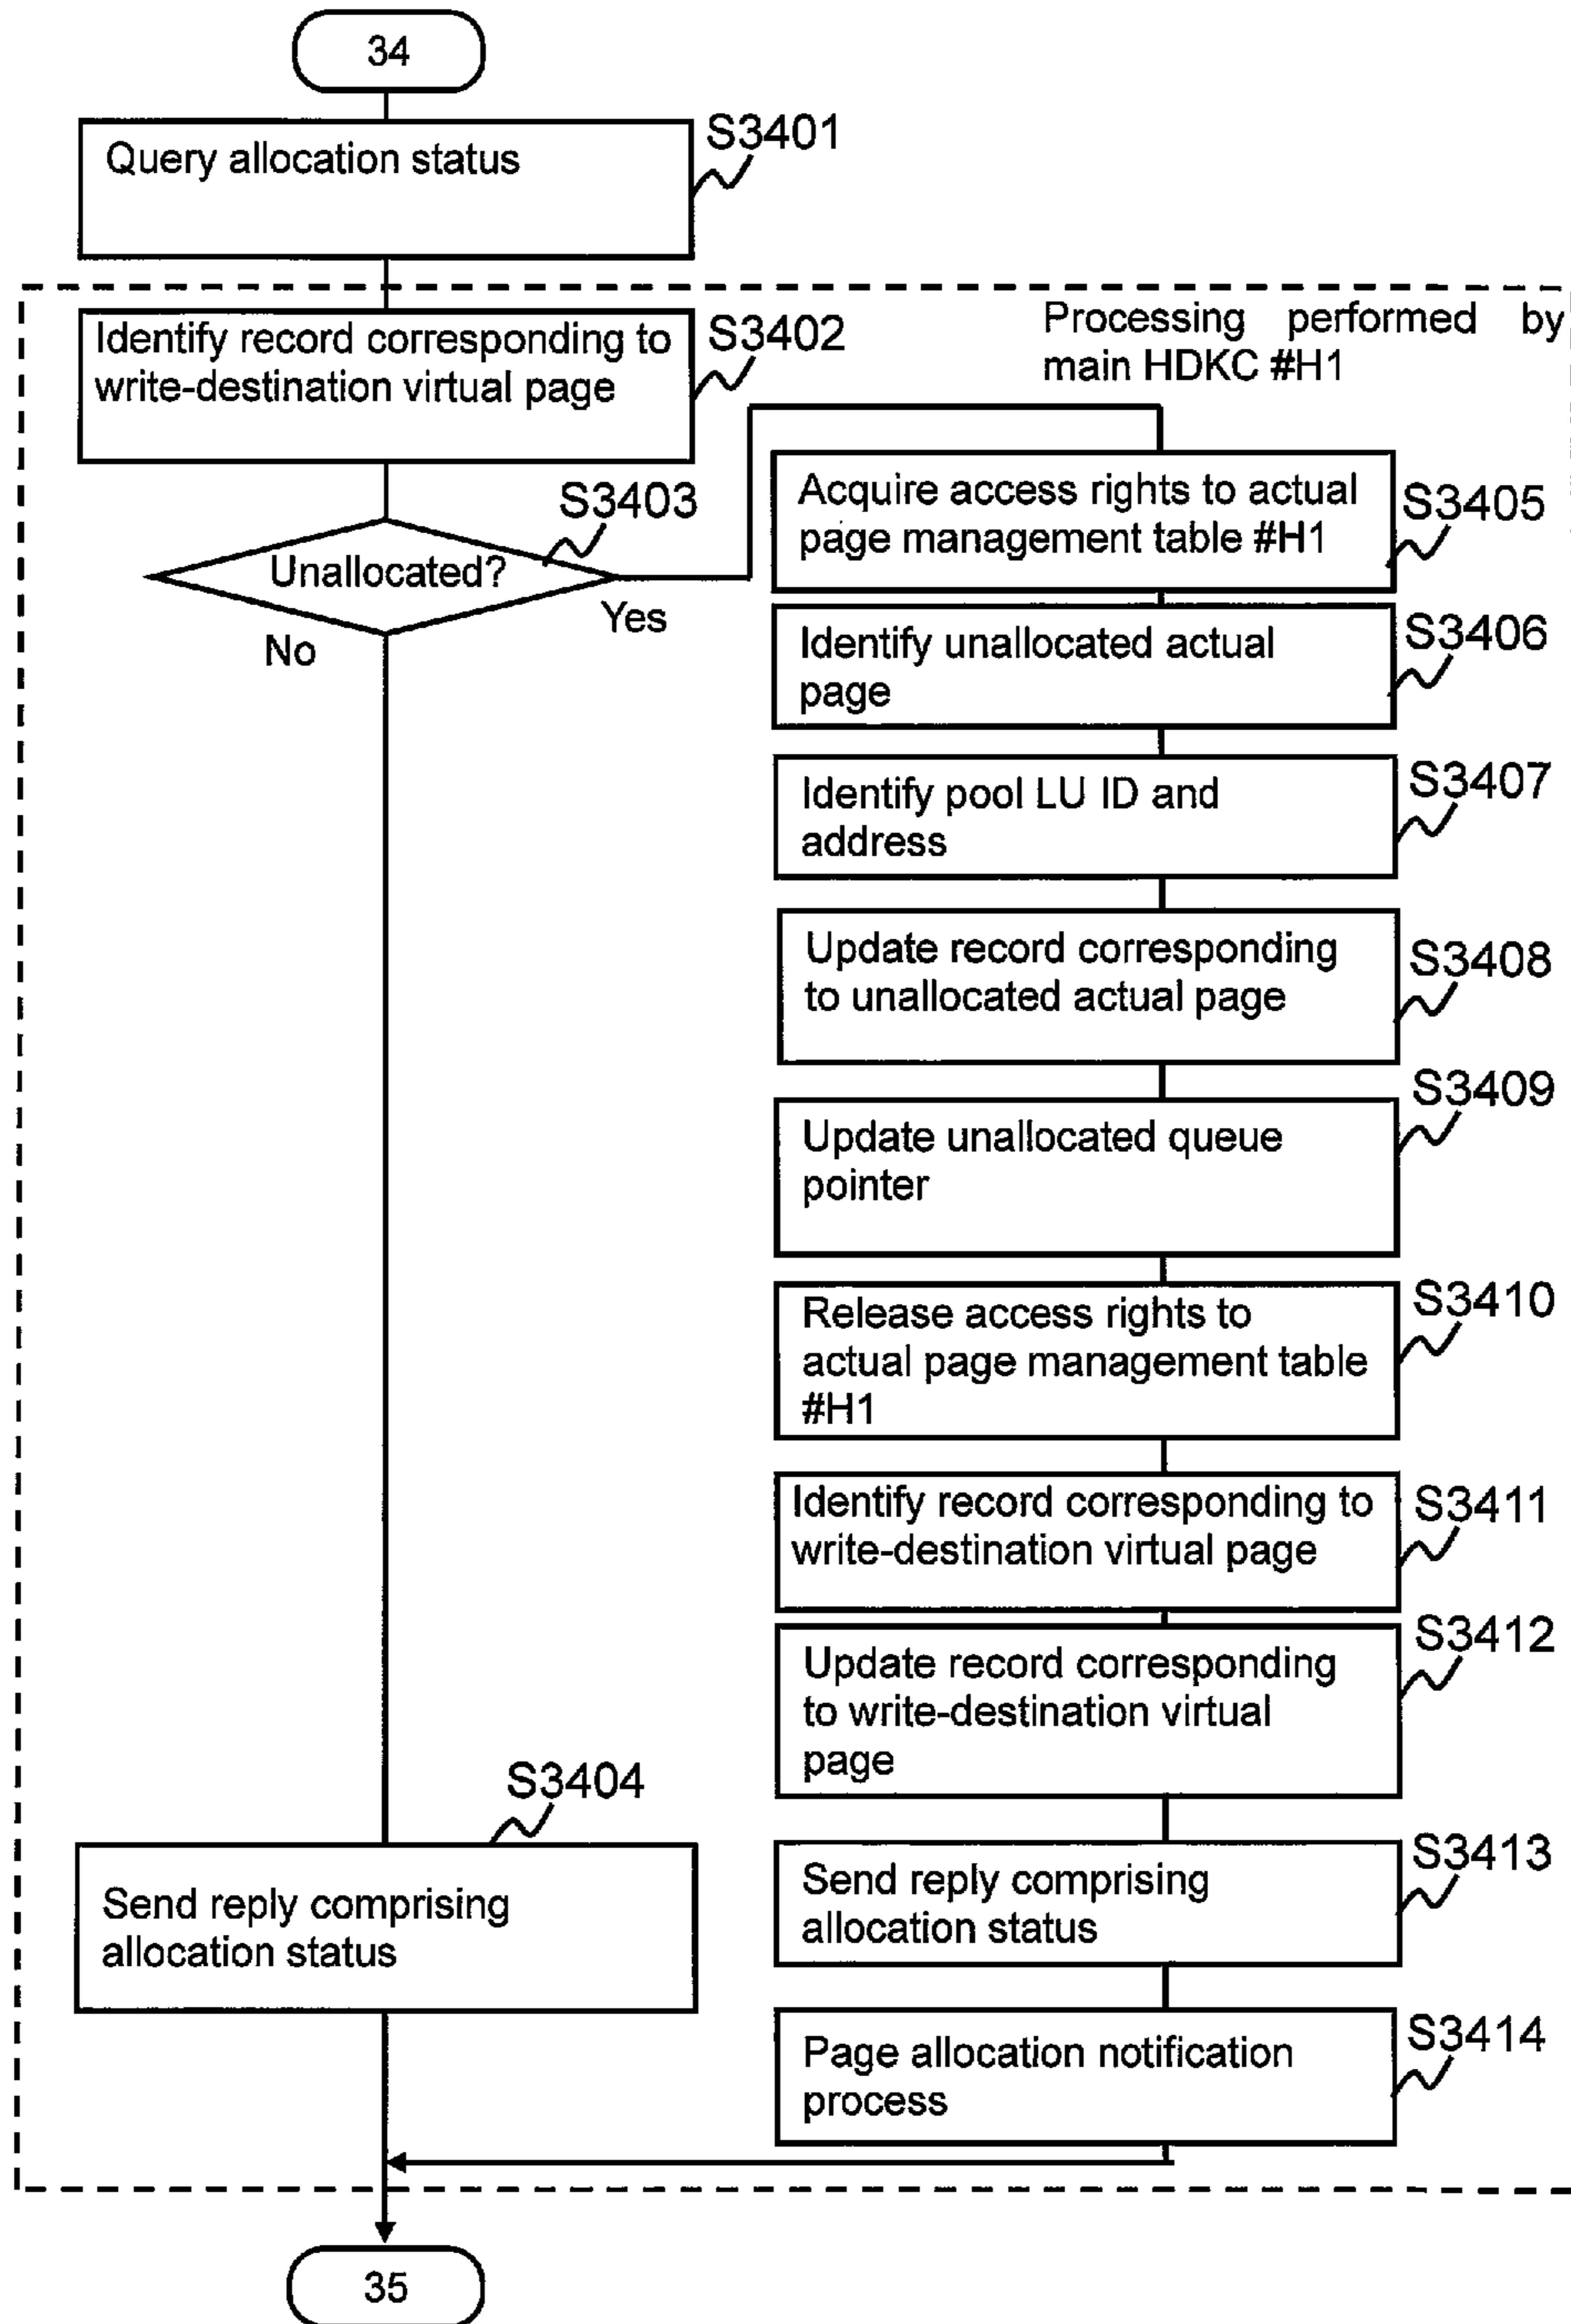 34
Query allocation status
S3401
Identify record corresponding to
write-destination virtual page
S3402
Processing performed by
main HDKC #H1
Unallocated?
S3403
Yes
No
Acquire access rights to actual
page management table #H1
S3405
Identify unallocated actual
page
S3406
Identify pool LU ID and
address
S3407
Update record corresponding
to unallocated actual page
S3408
Update unallocated queue
pointer
S3409
Release access rights to
actual page management table
#H1
S3410
Identify record corresponding to
write-destination virtual page
S3411
Update record corresponding
to write-destination virtual
page
S3412
S3404
Send reply comprising
allocation status
Send reply comprising
allocation status
S3413
Page allocation notification
process
S3414
35